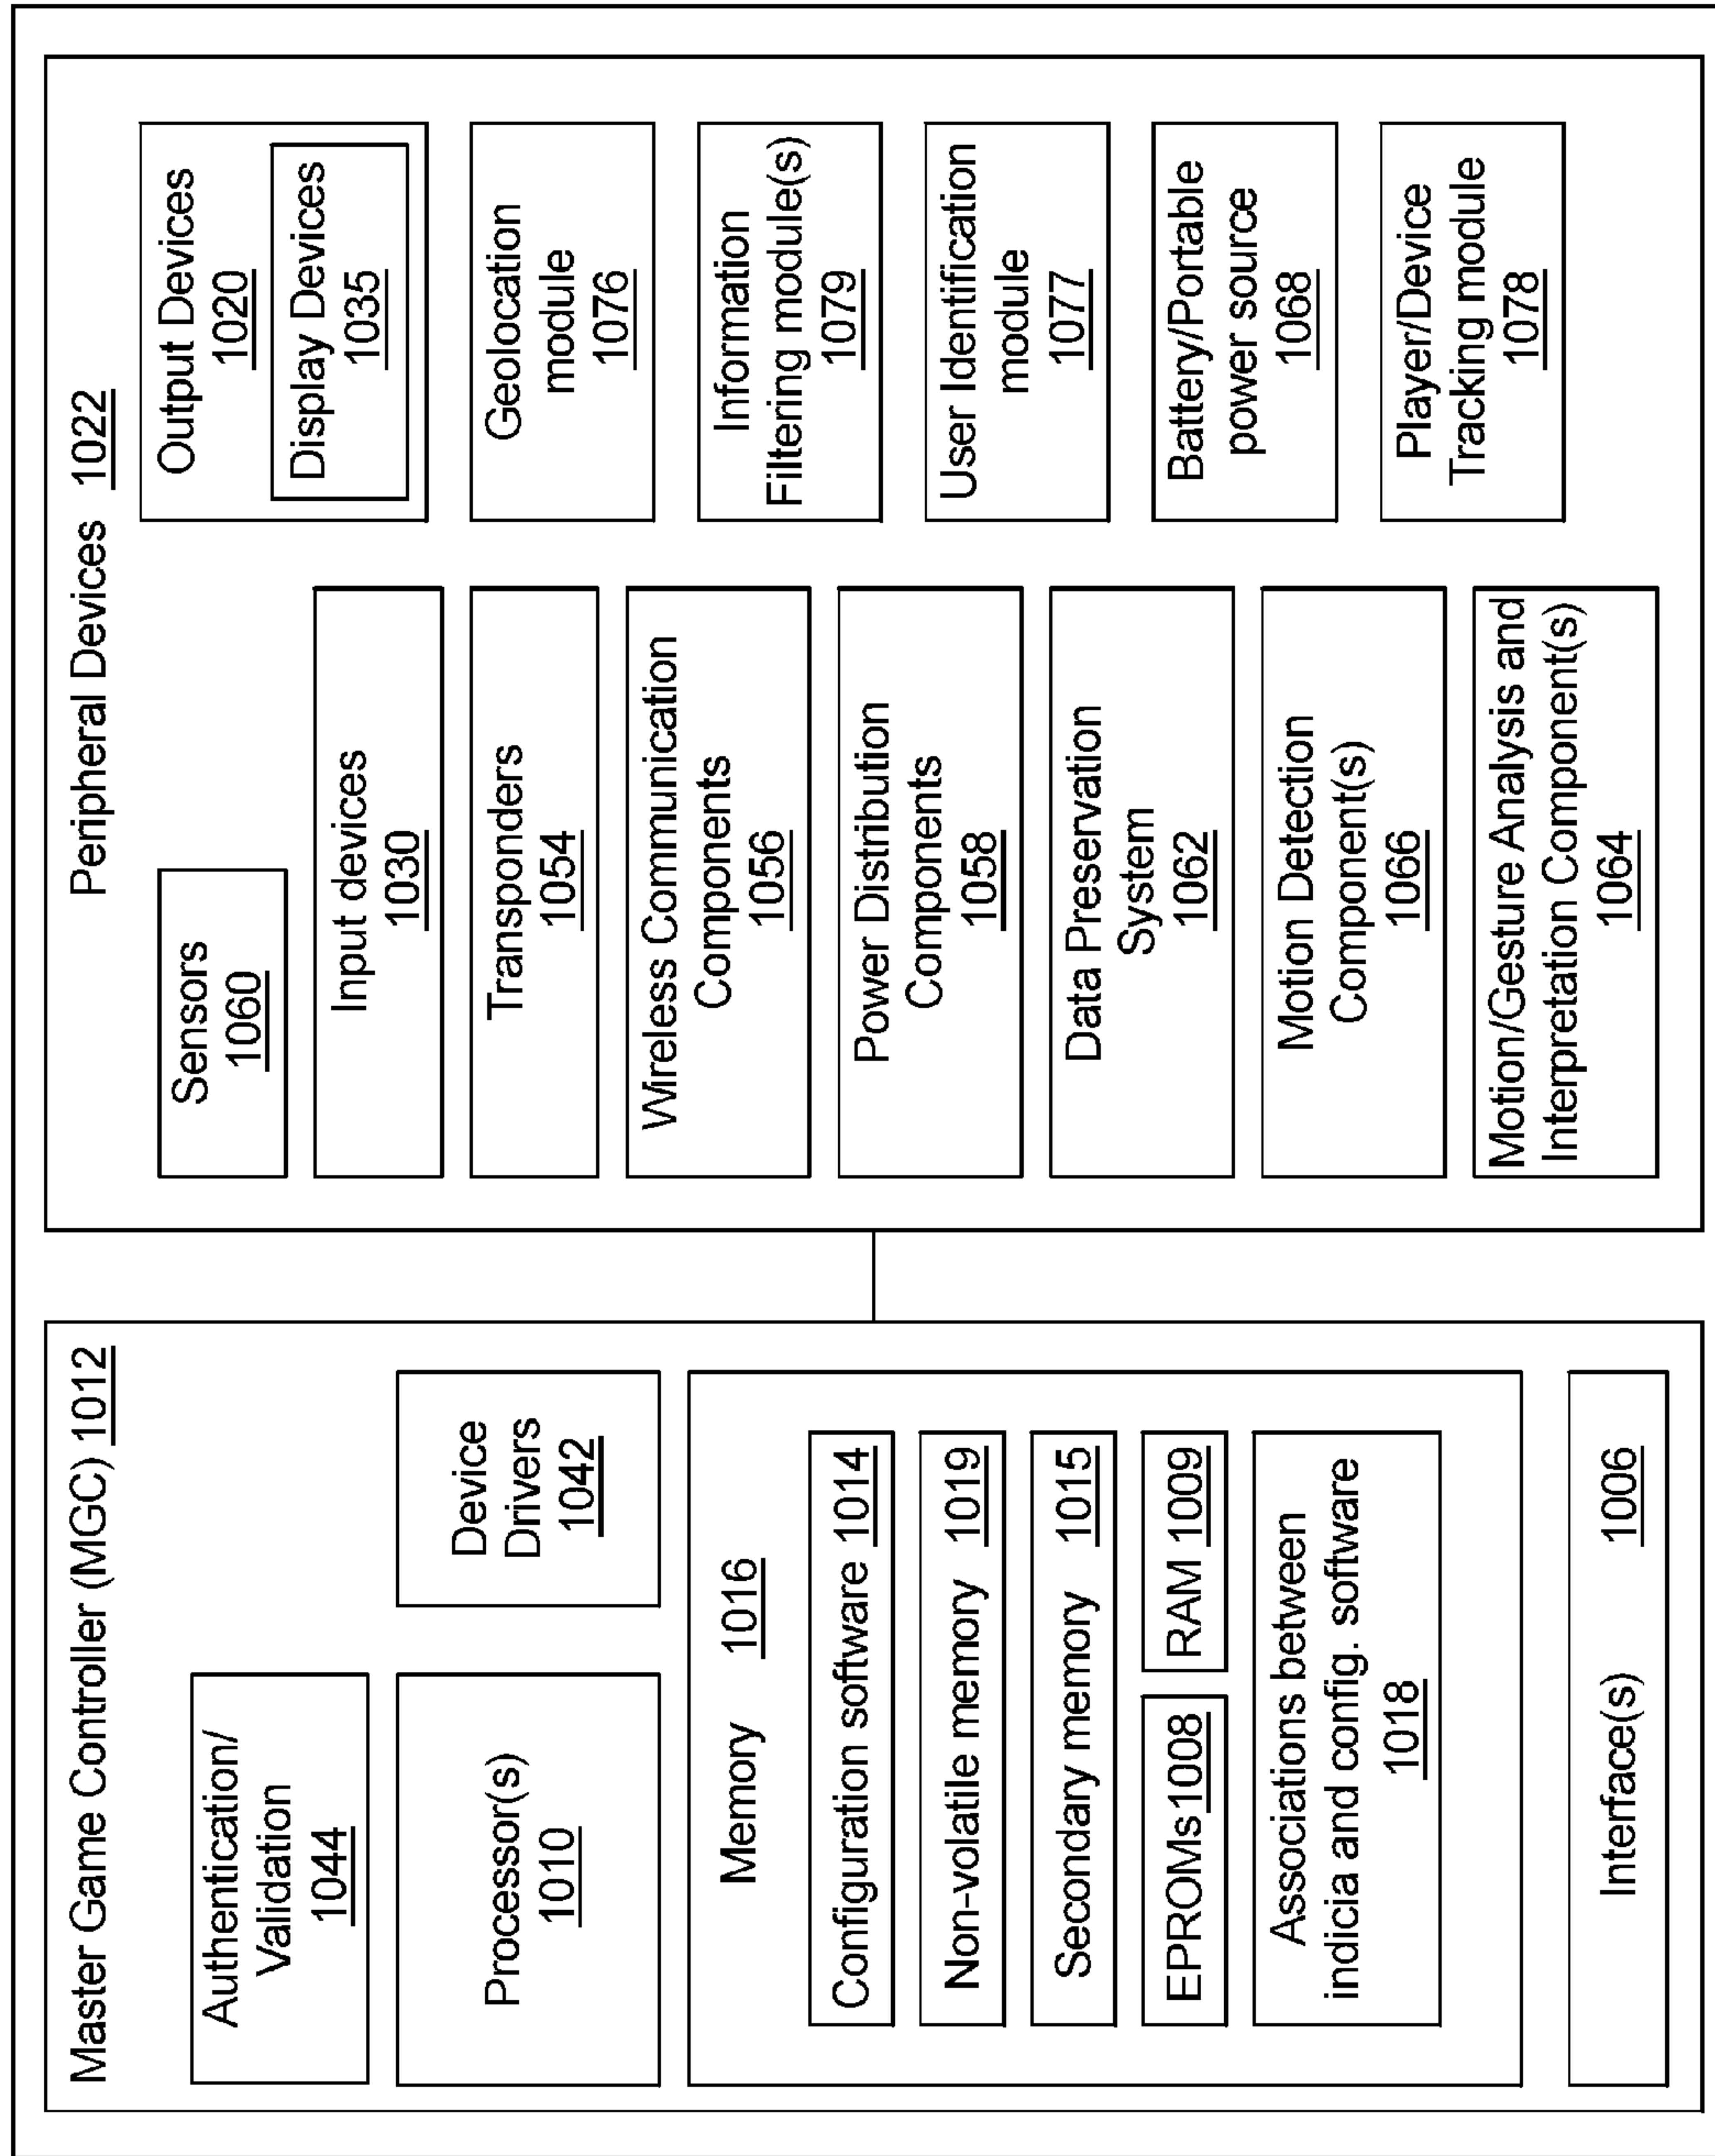 Master Game Controller (MGC) 1012
Authentication/
Validation
1044
Device
Drivers
1042
Processor(s)
1010
Memory 1016
Configuration software 1014
Non-volatile memory 1019
Secondary memory 1015
EPROMs 1008
RAM 1009
Associations between
indicia and config. software
1018
Interface(s) 1006
Peripheral Devices 1022
Sensors
1060
Input devices
1030
Transponders
1054
Wireless Communication
Components
1056
Power Distribution
Components
1058
Data Preservation
System
1062
Motion Detection
Component(s)
1066
Motion/Gesture Analysis and
Interpretation Component(s)
1064
Output Devices
1020
Display Devices
1035
Geolocation
module
1076
Information
Filtering module(s)
1079
User Identification
module
1077
Battery/Portable
power source
1068
Player/Device
Tracking module
1078